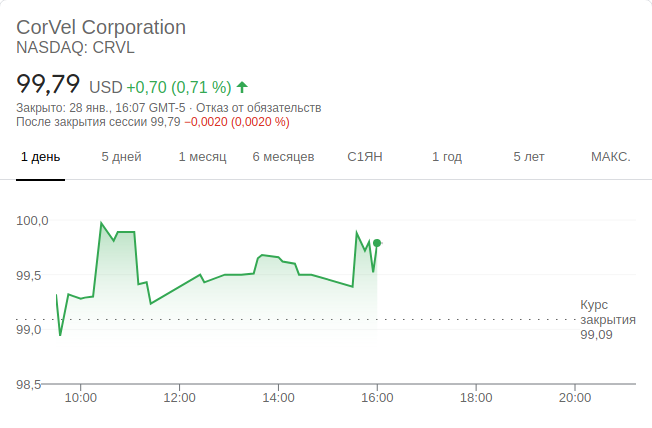 CorVel Corporation
NASDAQ: CRVL
99,79 USD +0,70 (0,71 %)
Закрыто: 28 янв., 16:07 GMT-5 · Отказ от обязательств
После закрытия сессии 99,79 −0,0020 (0,0020 %)
1 день 5 дней 1 месяц 6 месяцев С1ЯН 1 год 5 лет МАКС.
100,0
99,5
Курс
закрытия
99,09
99,0
98,5
10:00 12:00 14:00 16:00 18:00 20:00